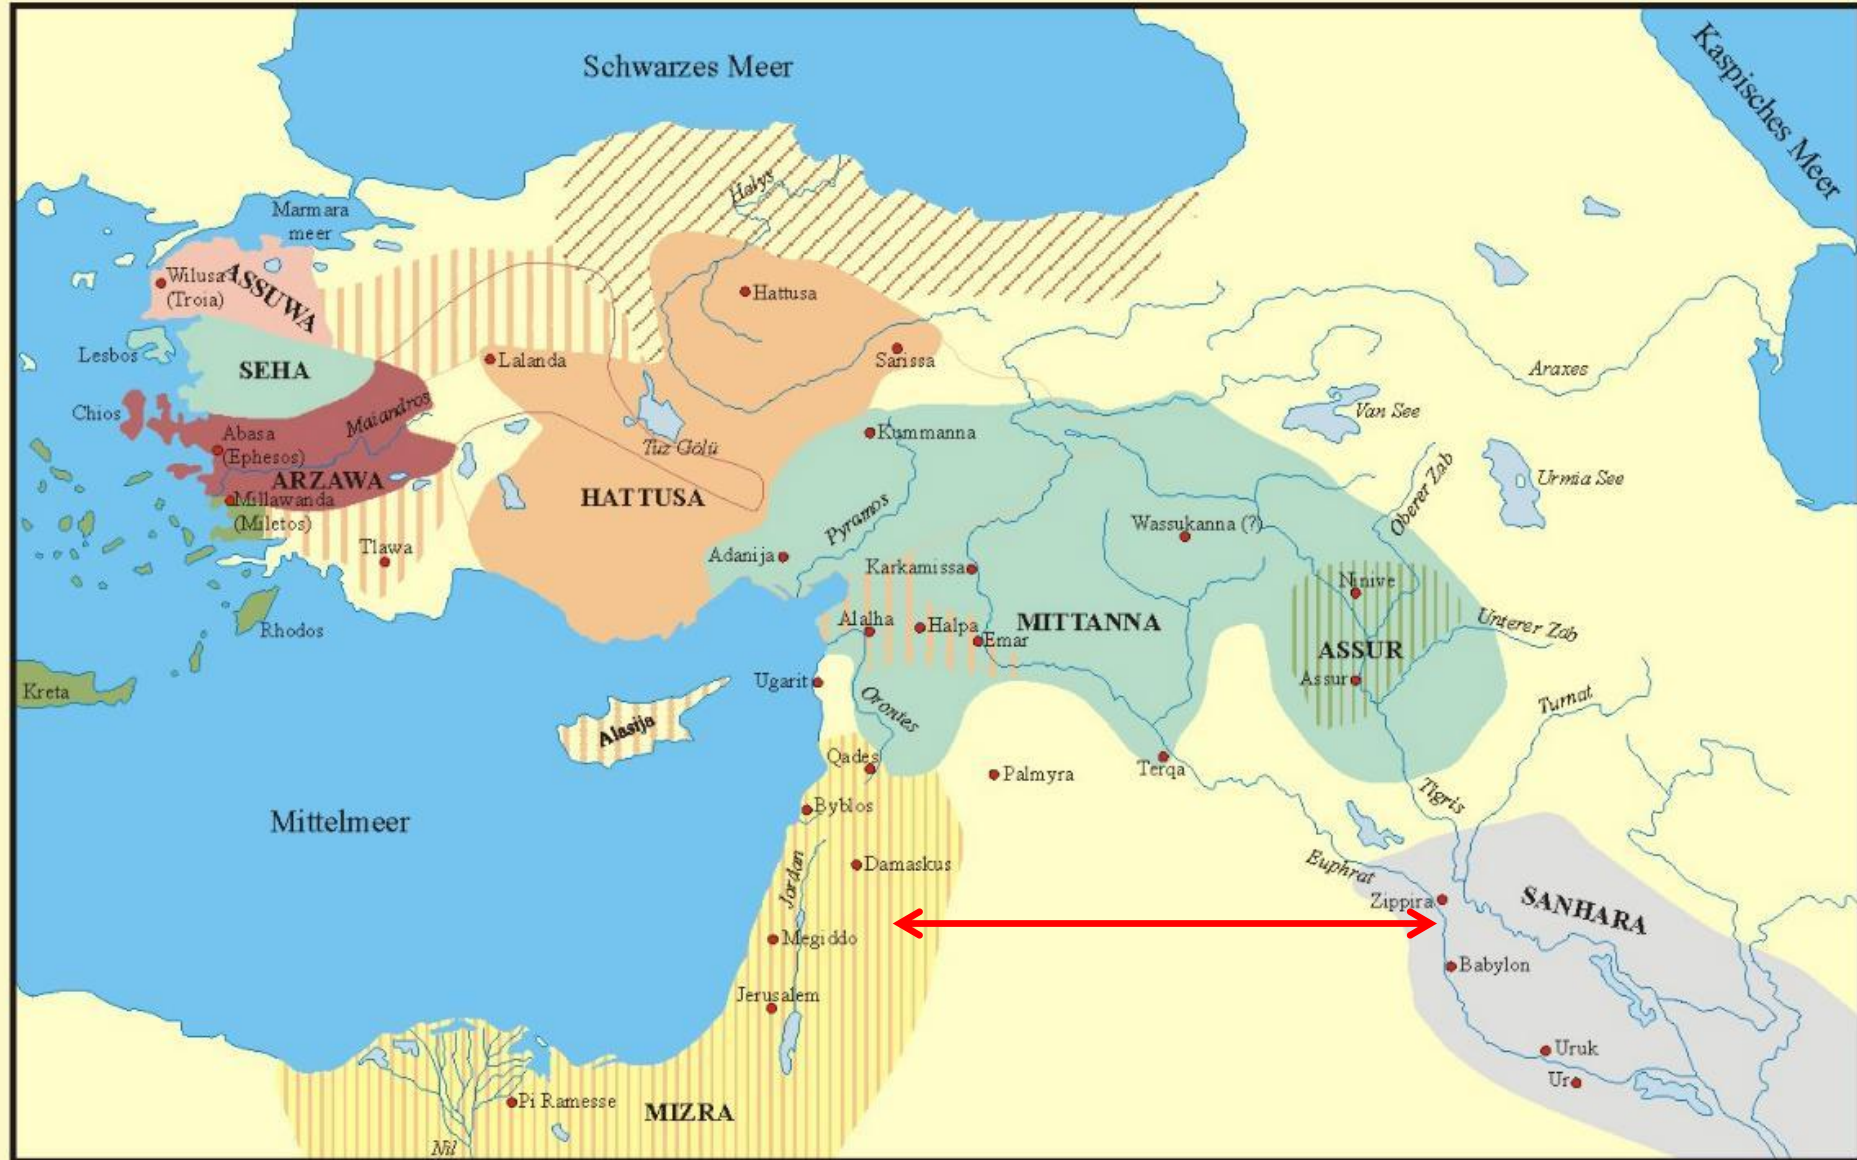 Schwarzes Meer
Kaspisches Meer
Halys
Marmara
meer
ASSUWA
Wilusa
(Troia)
Hattusa
Lesbos
SEHA
Lalanda
Sarissa
Araxes
Chios
Maiandros
Van See
Abasa
(Ephesos)
Kummanna
Tuz Gölü
ARZAWA
HATTUSA
Oberer Zab
Urmia See
Millawanda
(Miletos)
Pyramos
Wassukanna (?)
Tlawa
Adanija
Karkamissa
Ninive
Rhodos
Alalha
Halpa
Emar
MITTANNA
Unterer Zab
ASSUR
Kreta
Ugarit
Assur
Orontes
Turnat
Alasija
Qades
Palmyra
Terqa
Byblos
Tigris
Mittelmeer
Jordan
Damaskus
Euphrat
Zippira
SANHARA
Megiddo
Babylon
Jerusalem
Uruk
Ur
Pi Ramesse
MIZRA
Nil